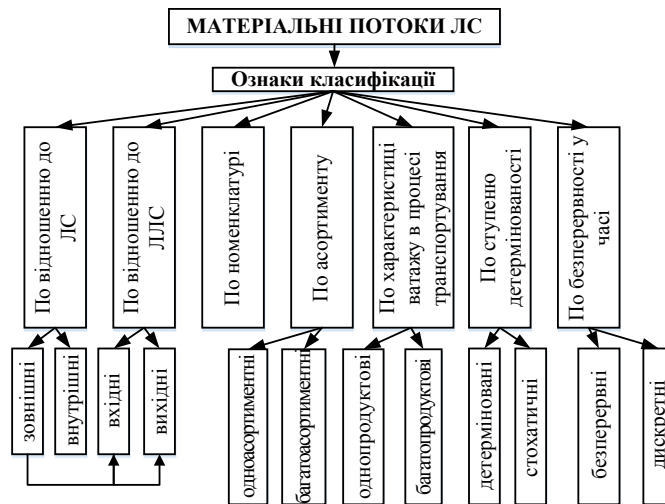 МАТЕРІАЛЬНІ ПОТОКИ ЛС
Ознаки класифікації
По відношенню до
ЛС
По відношенню до
ЛЛС
По номенклатурі
По асортименту
По характеристиці
ватажу в процесі
транспортування
По ступеню
детермінованості
По безперервності у
часі
зовнішні
внутрішні
вхідні
вихідні
одноасортиментні
багатоасортиментні
однопродуктові
багатопродуктові
детерміновані
стохатичні
безперервні
дискретні